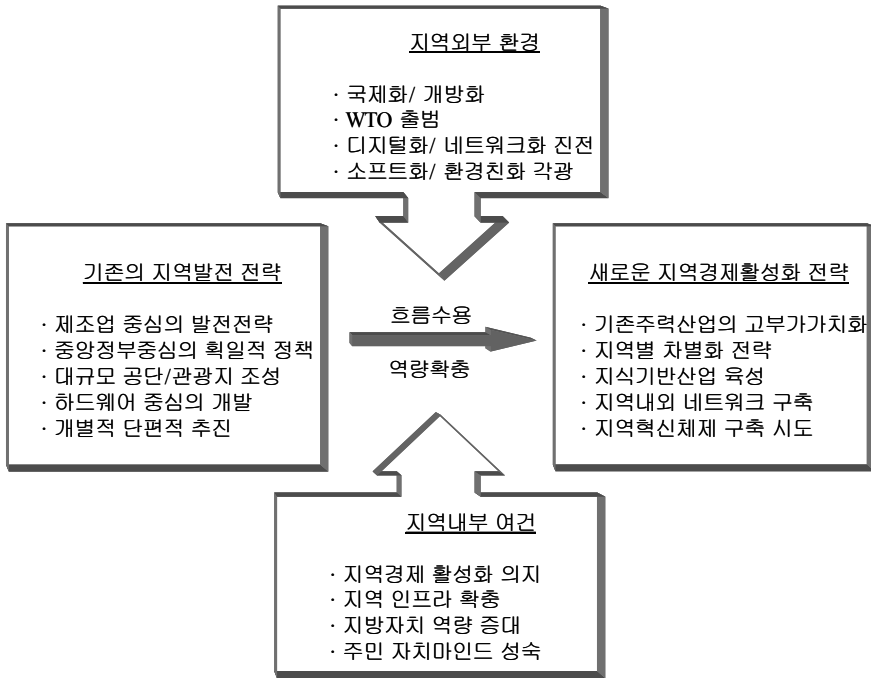 지역외부 환경
· 국제화/ 개방화
· WTO 출범
· 디지털화/ 네트워크화 진전
· 소프트화/ 환경친화 각광
기존의 지역발전 전략
· 제조업 중심의 발전전략
· 중앙정부중심의 획일적 정책
· 대규모 공단/관광지 조성
· 하드웨어 중심의 개발
· 개별적 단편적 추진
흐름수용
역량확충
새로운 지역경제활성화 전략
· 기존주력산업의 고부가가치화
· 지역별 차별화 전략
· 지식기반산업 육성
· 지역내외 네트워크 구축
· 지역혁신체제 구축 시도
지역내부 여건
· 지역경제 활성화 의지
· 지역 인프라 확충
· 지방자치 역량 증대
· 주민 자치마인드 성숙